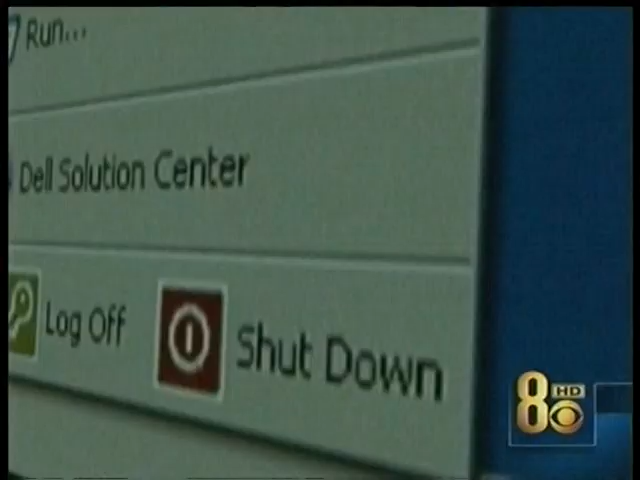 Run...
Dell Solution Center
Log Off
Shut Down
8 HD